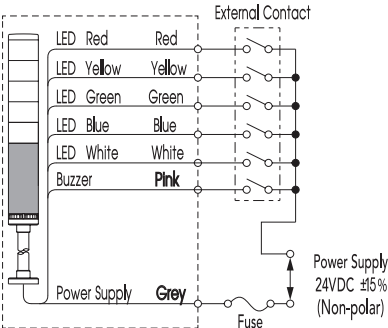 External Contact
LED Red Red
LED Yellow Yellow
LED Green Green
LED Blue Blue
LED White White
Buzzer Pink
Power Supply Grey
Fuse
Power Supply
24VDC ±15%
(Non-polar)